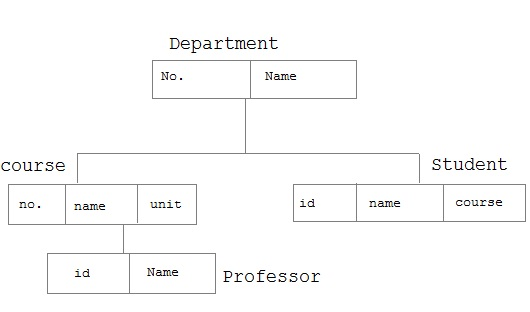 Department
No. Name
course
Student
no. name unit
id name course
id Name
Professor